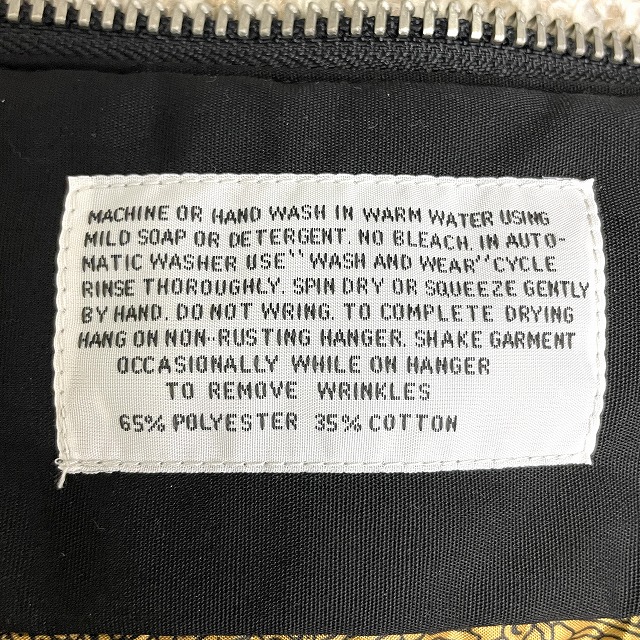 MACHINE OR HAND WASH IN WARM WATER USING
MILD SOAP OR DETERGENT. NO BLEACH. IN AUTO-
MATIC WASHER USE "WASH AND WEAR" CYCLE
RINSE THOROUGHLY. SPIN DRY OR SQUEEZE GENTLY
BY HAND. DO NOT WRING. TO COMPLETE DRYING
HANG ON NON-RUSTING HANGER. SHAKE GARMENT
OCCASIONALLY WHILE ON HANGER
TO REMOVE WRINKLES
65% POLYESTER 35% COTTON